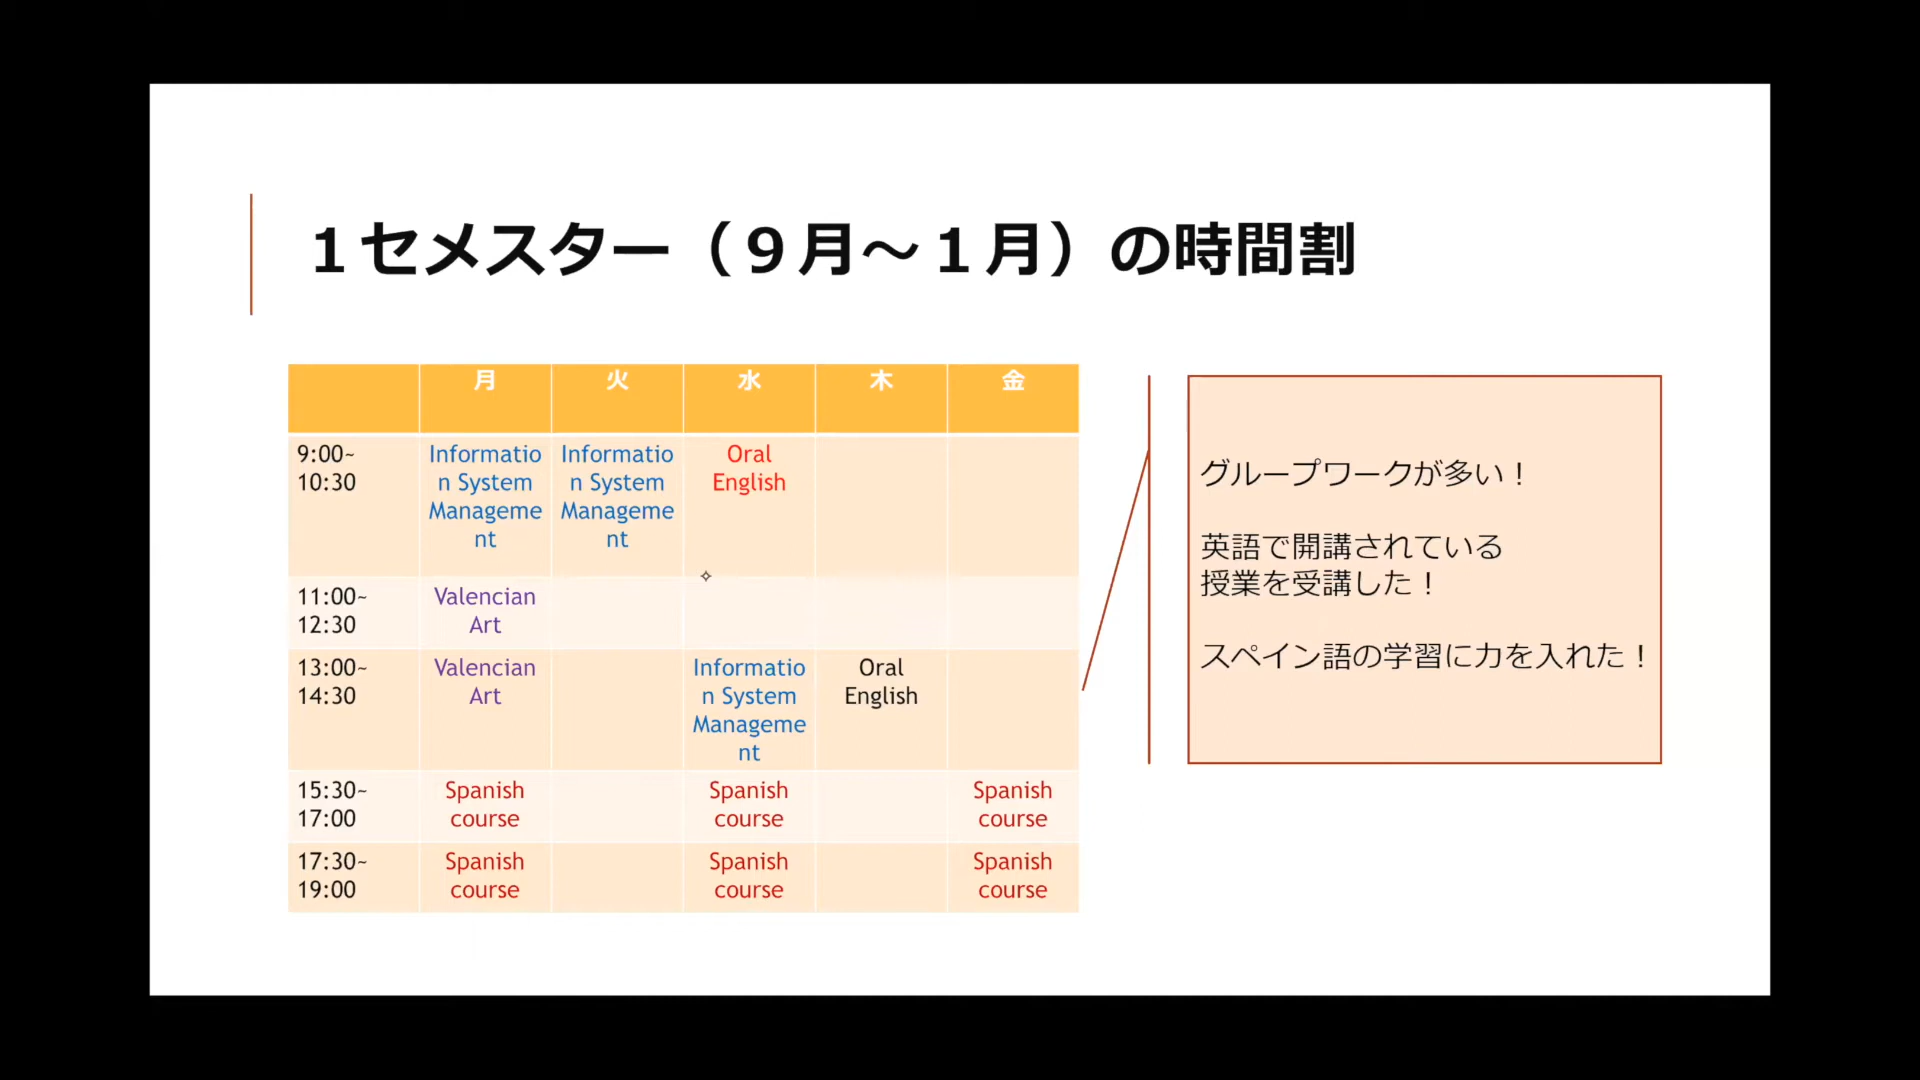 １セメスター（９月～１月）の時間割
月 火 水 木 金
9:00~
10:30
Informatio
n System
Manageme
nt
Informatio
n System
Manageme
nt
Oral
English
11:00~
12:30
Valencian
Art
13:00~
14:30
Valencian
Art
Informatio
n System
Manageme
nt
Oral
English
15:30~
17:00
Spanish
course
Spanish
course
Spanish
course
17:30~
19:00
Spanish
course
Spanish
course
Spanish
course
グループワークが多い！
英語で開講されている
授業を受講した！
スペイン語の学習に力を入れた！